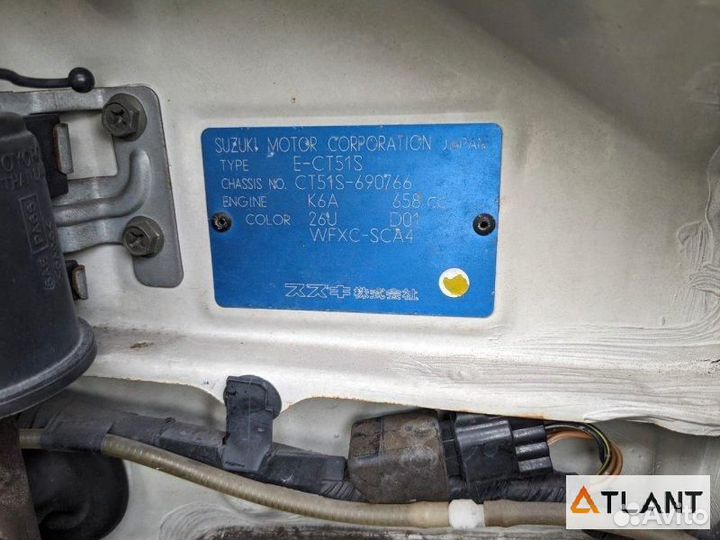 SUZUKI MOTOR CORPORATION JAPAN
TYPE E-CT51S
CHASSIS NO. CT51S-690766
ENGINE K6A 658 CC
COLOR 26U D01
WFXC-SCA4
スズキ株式会社
ATLANT
Avito